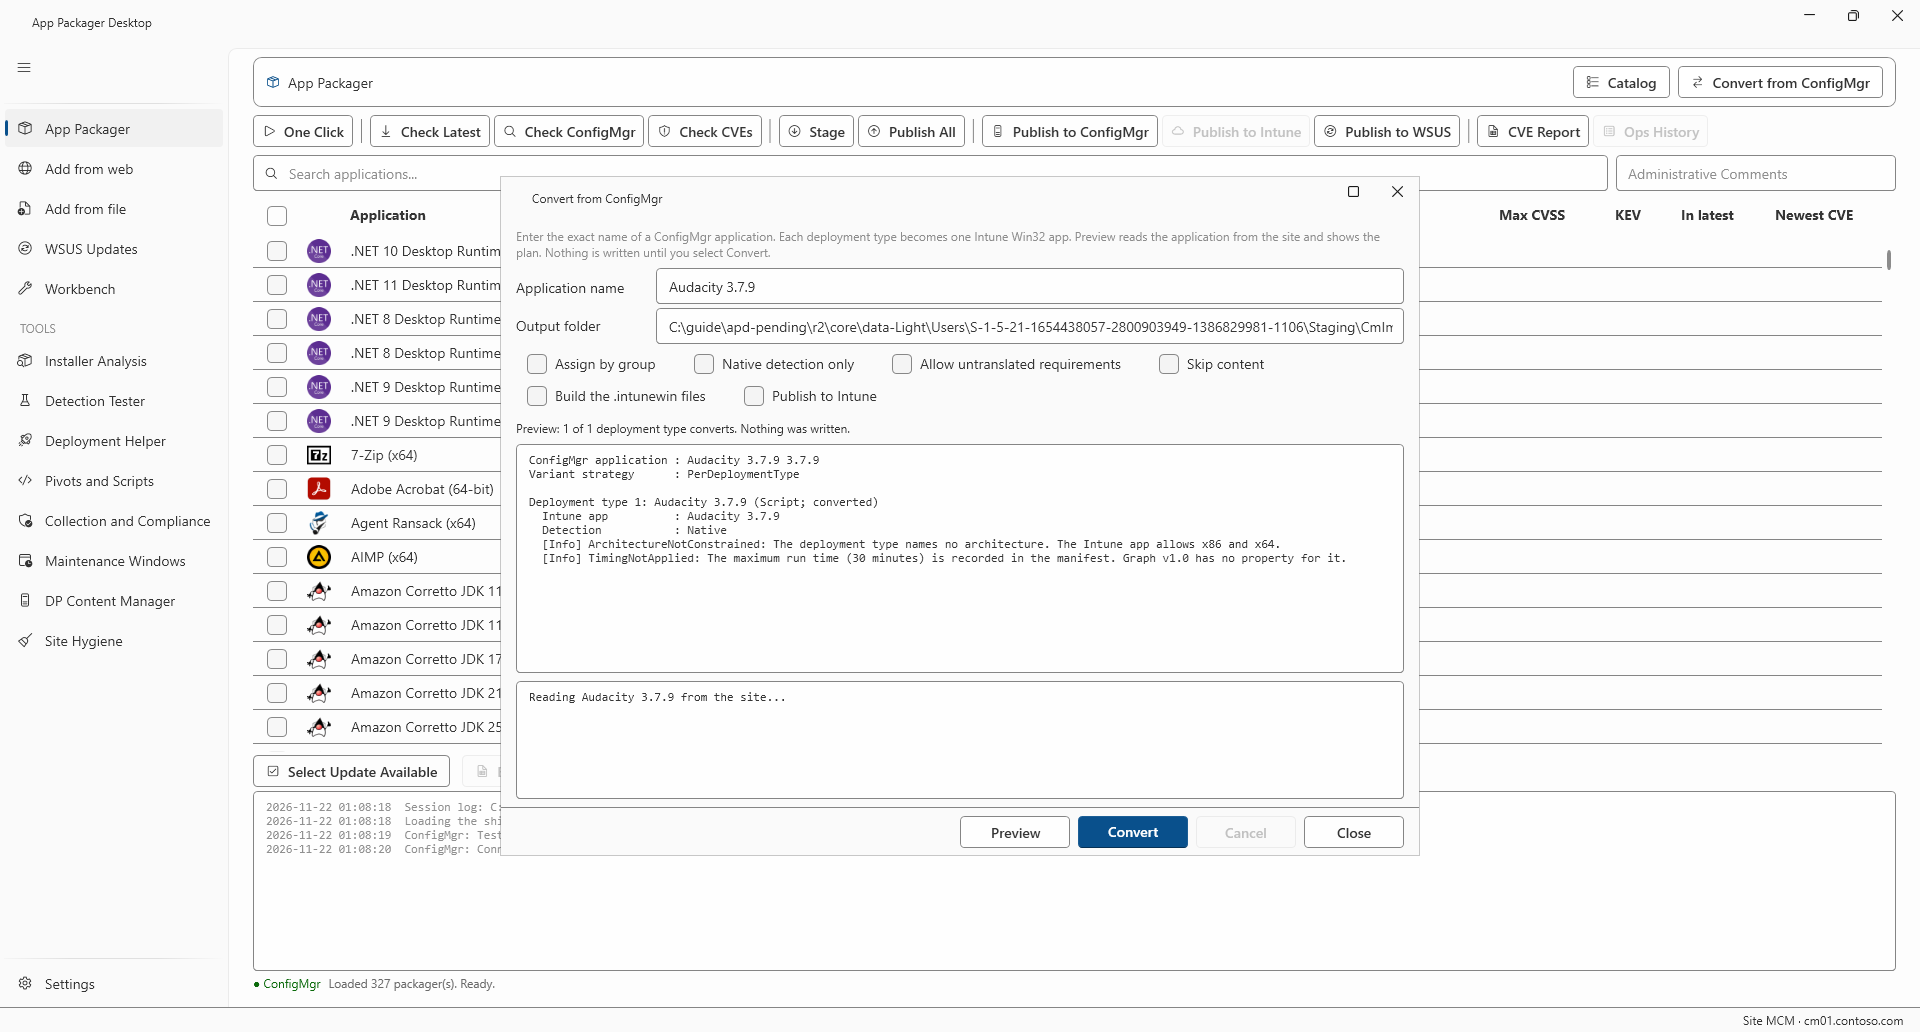 App Packager Desktop
App Packager
Add from web
Add from file
WSUS Updates
Workbench
TOOLS
Installer Analysis
Detection Tester
Deployment Helper
Pivots and Scripts
Collection and Compliance
Maintenance Windows
DP Content Manager
Site Hygiene
Settings
App Packager
Catalog
Convert from ConfigMgr
One Click
Check Latest
Check ConfigMgr
Check CVEs
Stage
Publish All
Publish to ConfigMgr
Publish to Intune
Publish to WSUS
CVE Report
Ops History
Search applications...
Administrative Comments
Application
Max CVSS
KEV
In latest
Newest CVE
.NET 10 Desktop Runtim
.NET 11 Desktop Runtim
.NET 8 Desktop Runtime
.NET 8 Desktop Runtime
.NET 9 Desktop Runtime
.NET 9 Desktop Runtime
7-Zip (x64)
Adobe Acrobat (64-bit)
Agent Ransack (x64)
AIMP (x64)
Amazon Corretto JDK 11
Amazon Corretto JDK 11
Amazon Corretto JDK 17
Amazon Corretto JDK 21
Amazon Corretto JDK 25
Convert from ConfigMgr
Enter the exact name of a ConfigMgr application. Each deployment type becomes one Intune Win32 app. Preview reads the application from the site and shows the
plan. Nothing is written until you select Convert.
Application name
Audacity 3.7.9
Output folder
C:\guide\apd-pending\r2\core\data-Light\Users\S-1-5-21-1654438057-2800903949-1386829981-1106\Staging\CmIm
Assign by group
Native detection only
Allow untranslated requirements
Skip content
Build the .intunewin files
Publish to Intune
Preview: 1 of 1 deployment type converts. Nothing was written.
ConfigMgr application : Audacity 3.7.9 3.7.9
Variant strategy : PerDeploymentType
Deployment type 1: Audacity 3.7.9 (Script; converted)
Intune app : Audacity 3.7.9
Detection : Native
[Info] ArchitectureNotConstrained: The deployment type names no architecture. The Intune app allows x86 and x64.
[Info] TimingNotApplied: The maximum run time (30 minutes) is recorded in the manifest. Graph v1.0 has no property for it.
Reading Audacity 3.7.9 from the site...
Preview
Convert
Cancel
Close
Select Update Available
2026-11-22 01:08:18 Session log: C:
2026-11-22 01:08:18 Loading the shi
2026-11-22 01:08:19 ConfigMgr: Test
2026-11-22 01:08:20 ConfigMgr: Conn
ConfigMgr Loaded 327 packager(s). Ready.
Site MCM · cm01.contoso.com